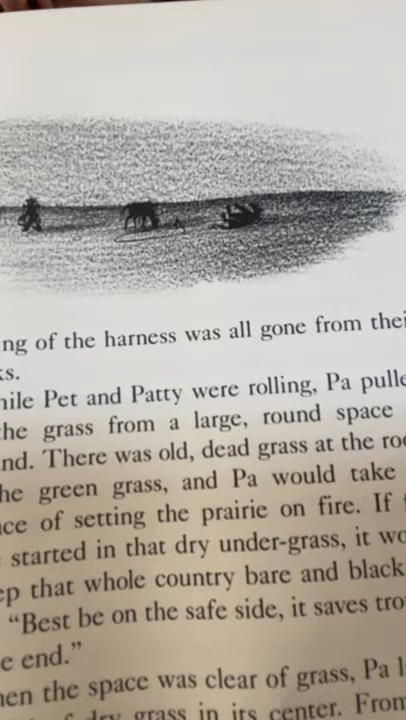 ng of the harness was all gone from thei
ks.
hile Pet and Patty were rolling, Pa pulle
he grass from a large, round space
nd. There was old, dead grass at the roo
he green grass, and Pa would take
nce of setting the prairie on fire. If
started in that dry under-grass, it wo
ep that whole country bare and black
"Best be on the safe side, it saves tro
e end."
hen the space was clear of grass, Pa l
of dry grass in its center. From